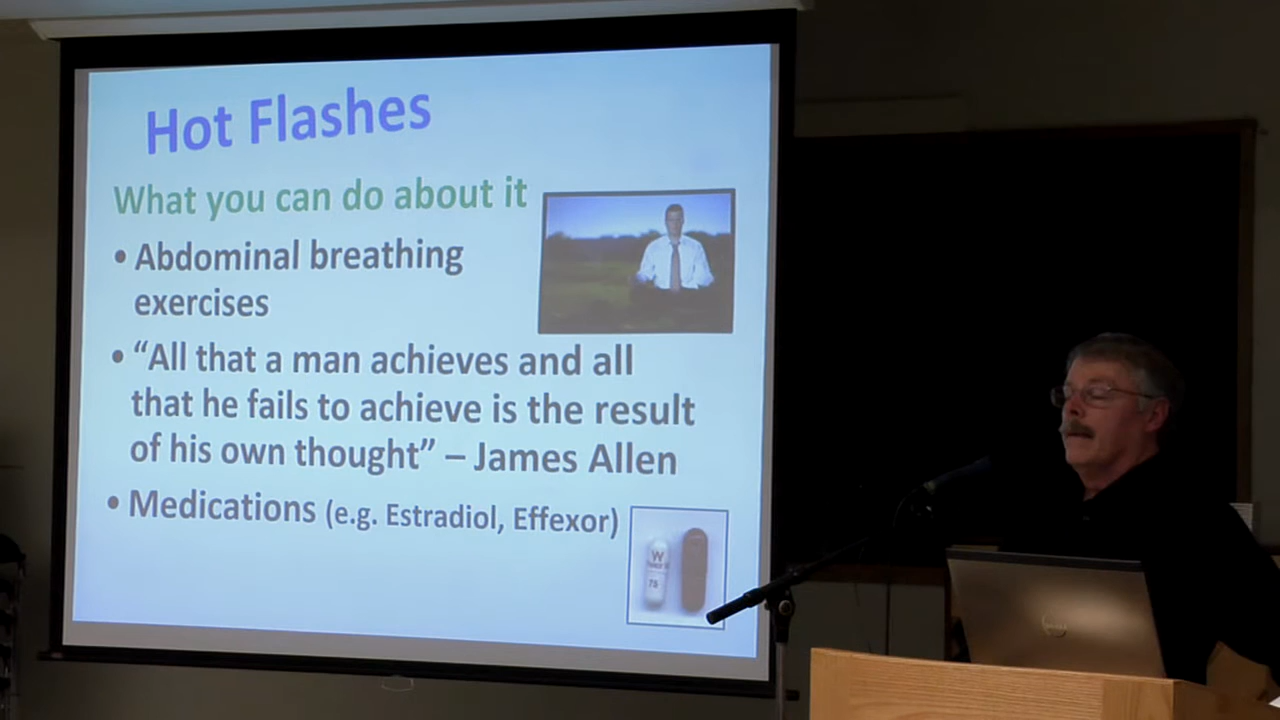 Hot Flashes
What you can do about it
• Abdominal breathing
exercises
• “All that a man achieves and all
that he fails to achieve is the result
of his own thought” – James Allen
• Medications (e.g. Estradiol, Effexor)
W
75